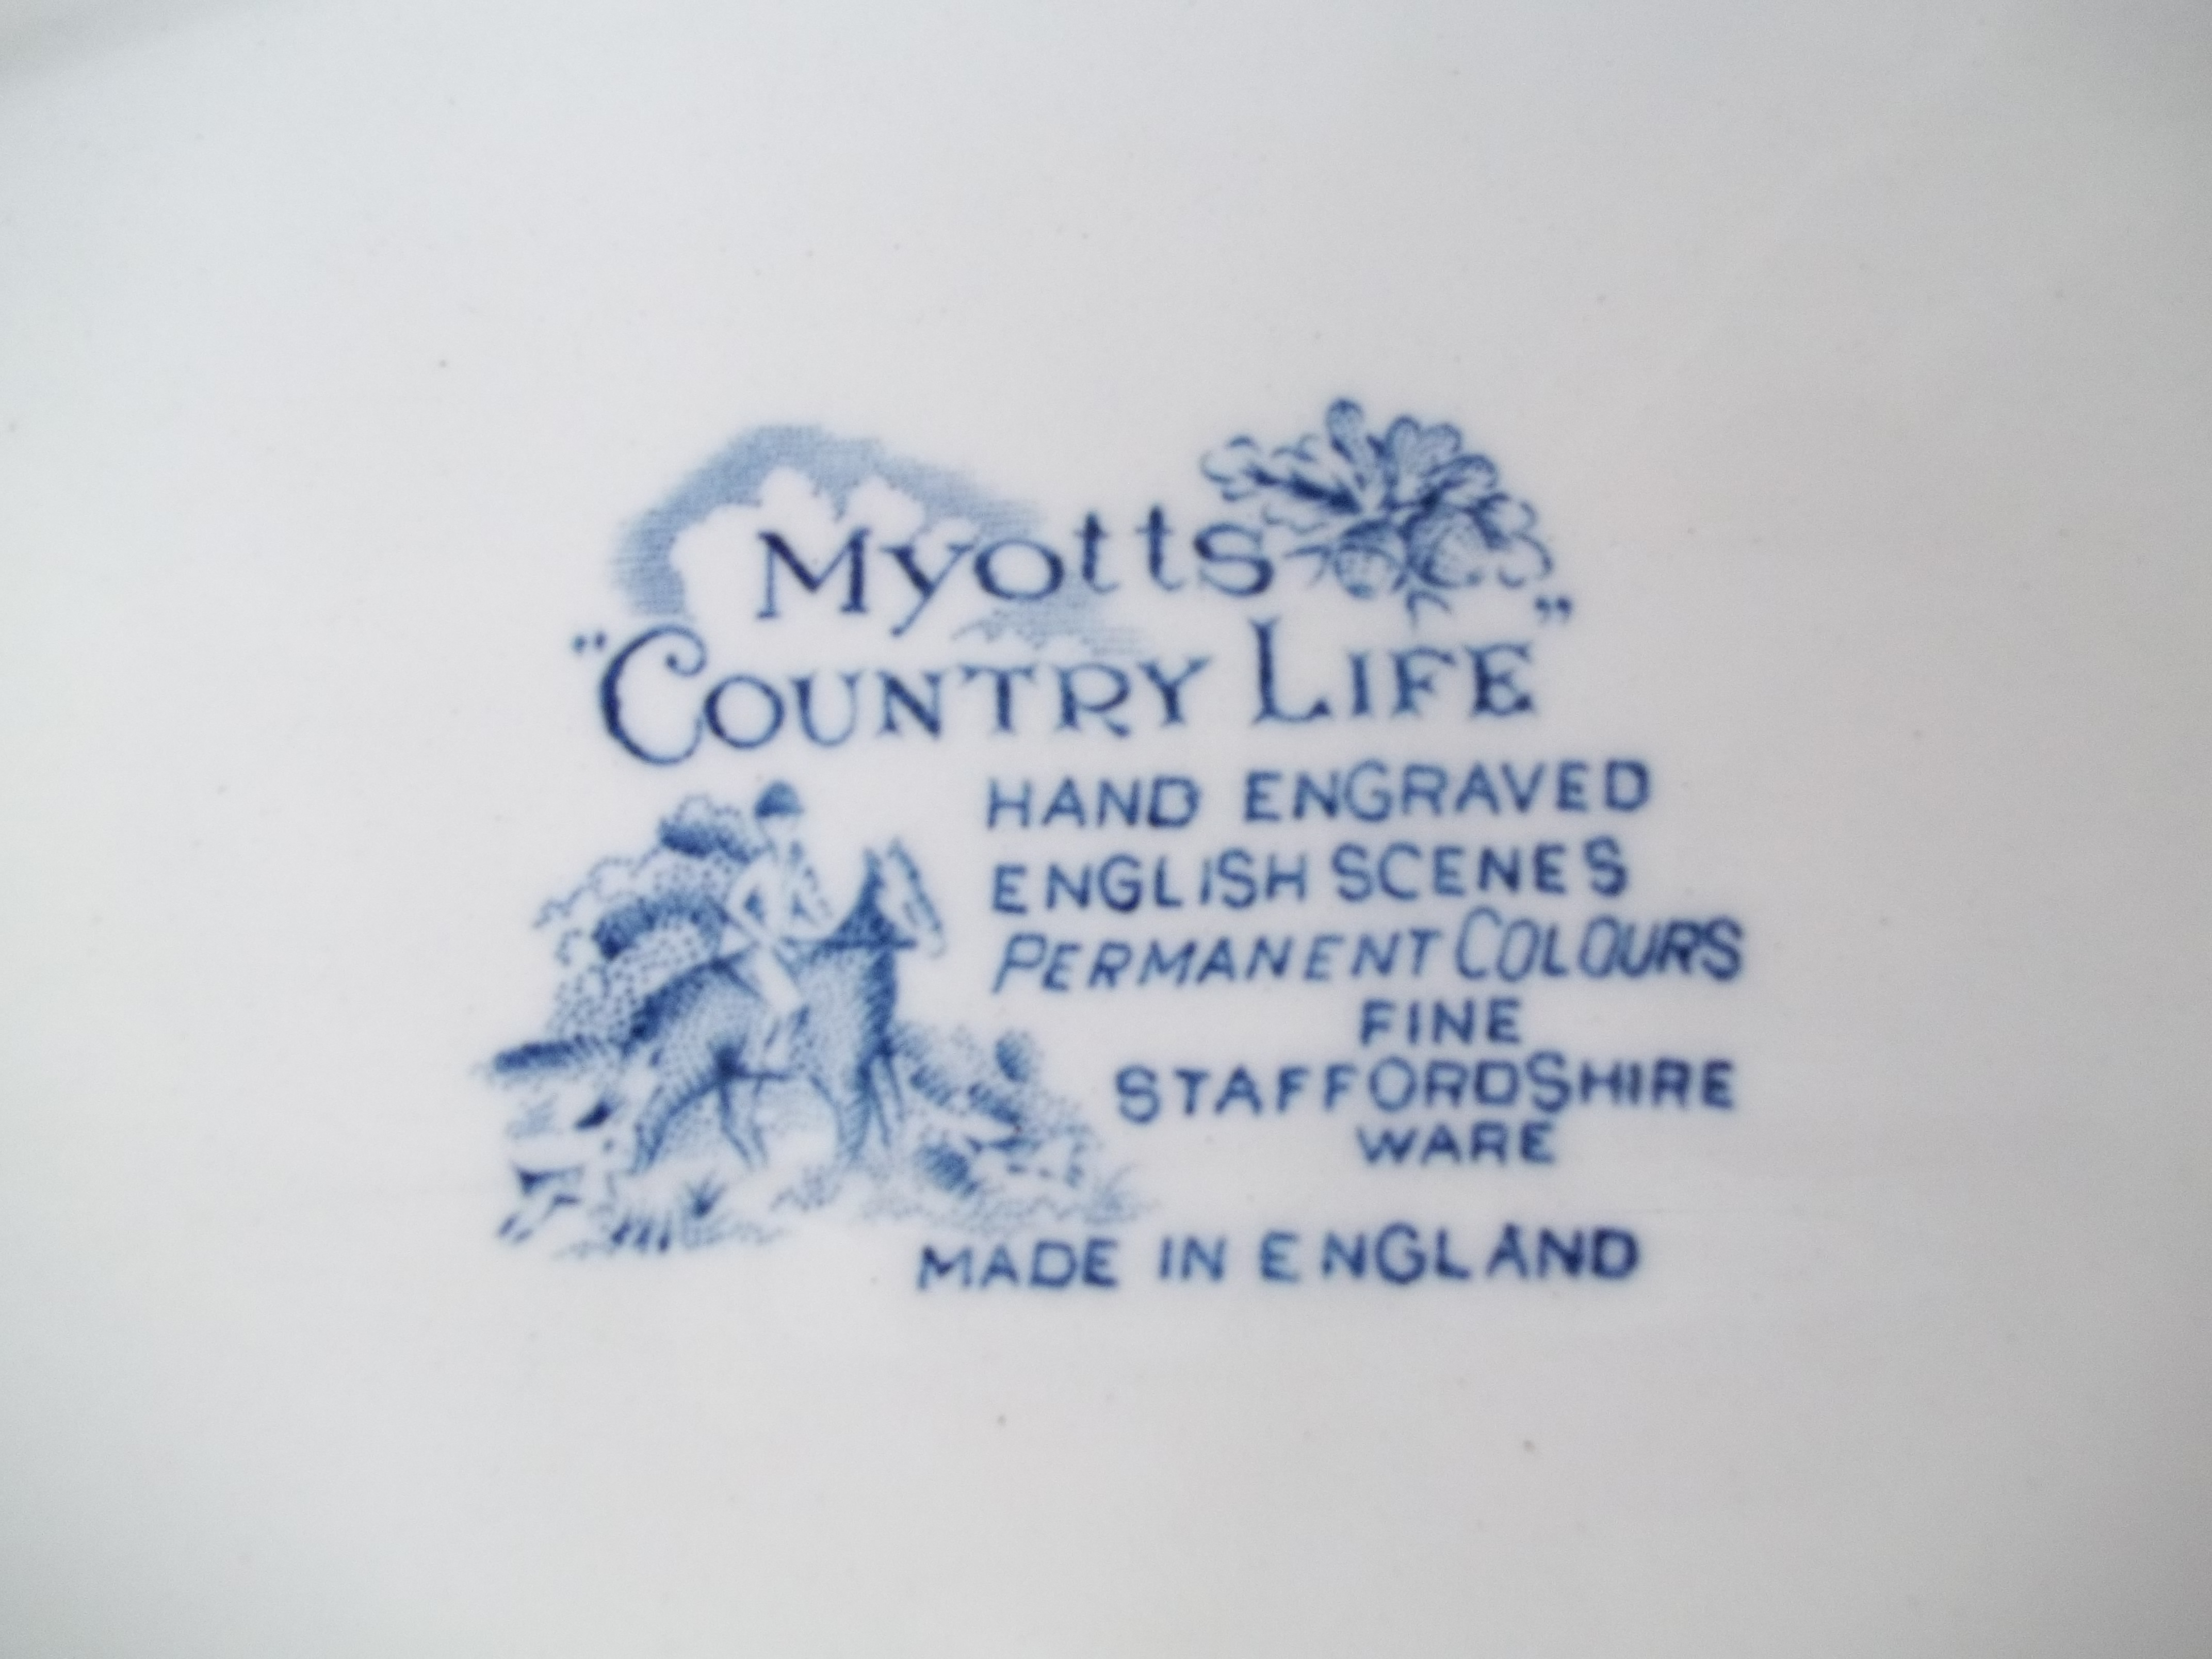 Myotts
"COUNTRY LIFE"
HAND ENGRAVED
ENGLISH SCENES
PERMANENT COLOURS
FINE
STAFFORDSHIRE
WARE
MADE IN ENGLAND